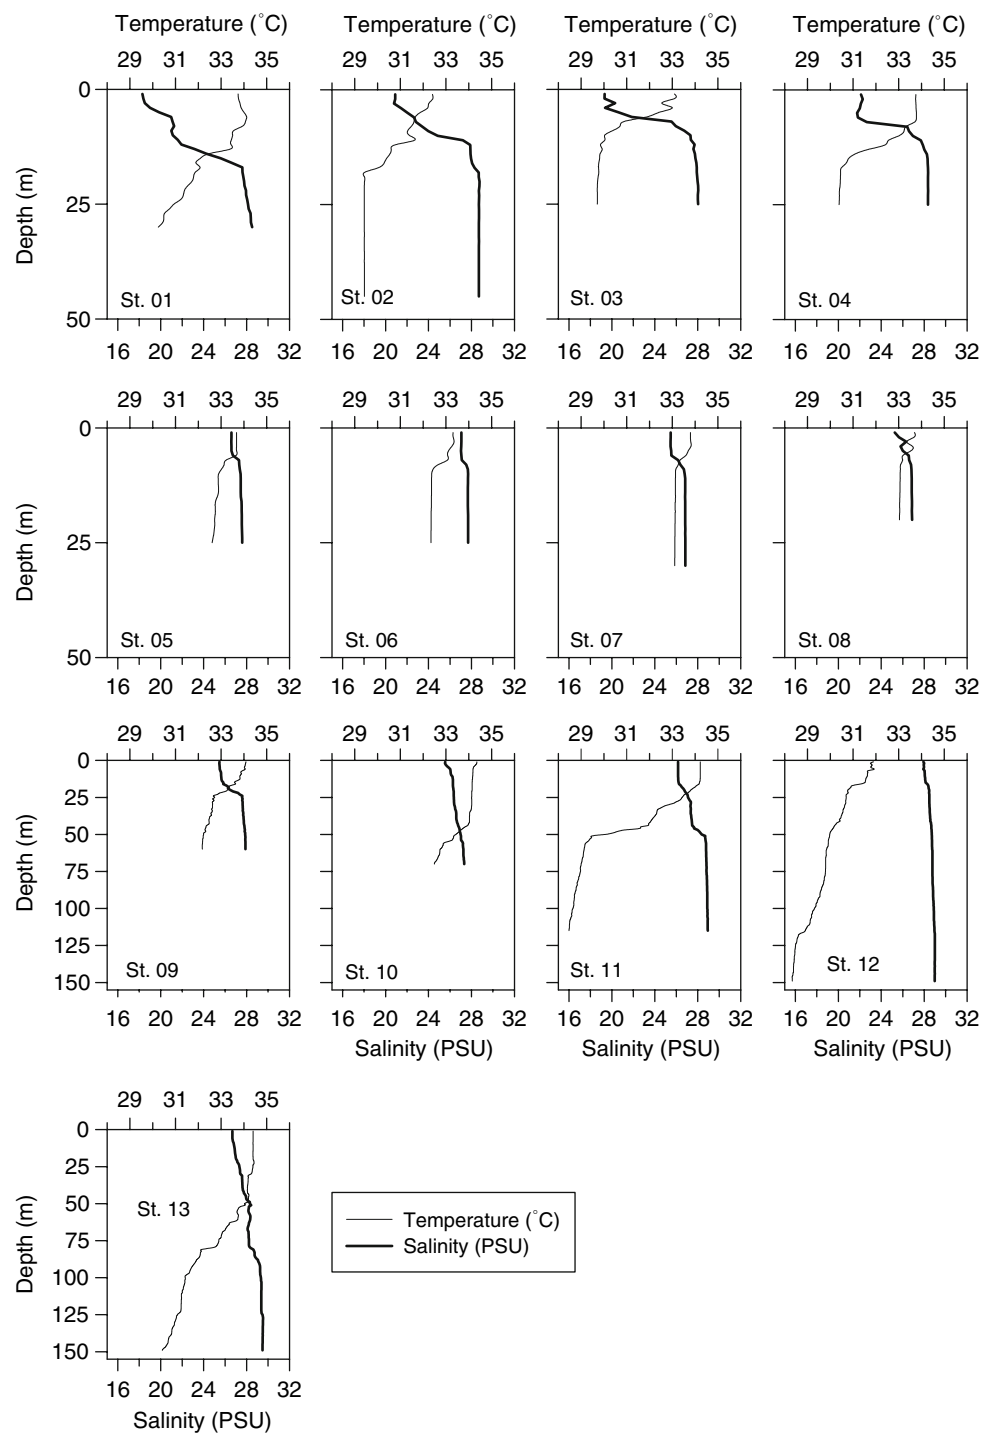 Temperature (°C) Temperature (°C) Temperature (°C) Temperature (°C)
29 31 33 35 29 31 33 35 29 31 33 35 29 31 33 35
0
25
50
Depth (m)
St. 01 St. 02 St. 03 St. 04
16 20 24 28 32 16 20 24 28 32 16 20 24 28 32 16 20 24 28 32
29 31 33 35 29 31 33 35 29 31 33 35 29 31 33 35
0
25
50
Depth (m)
St. 05 St. 06 St. 07 St. 08
16 20 24 28 32 16 20 24 28 32 16 20 24 28 32 16 20 24 28 32
29 31 33 35 29 31 33 35 29 31 33 35 29 31 33 35
0
25
50
75
100
125
150
Depth (m)
St. 09 St. 10 St. 11 St. 12
16 20 24 28 32 16 20 24 28 32 16 20 24 28 32 16 20 24 28 32
Salinity (PSU) Salinity (PSU) Salinity (PSU)
29 31 33 35
0
25
50
75
100
125
150
Depth (m)
St. 13
16 20 24 28 32
Salinity (PSU)
Temperature (°C)
Salinity (PSU)